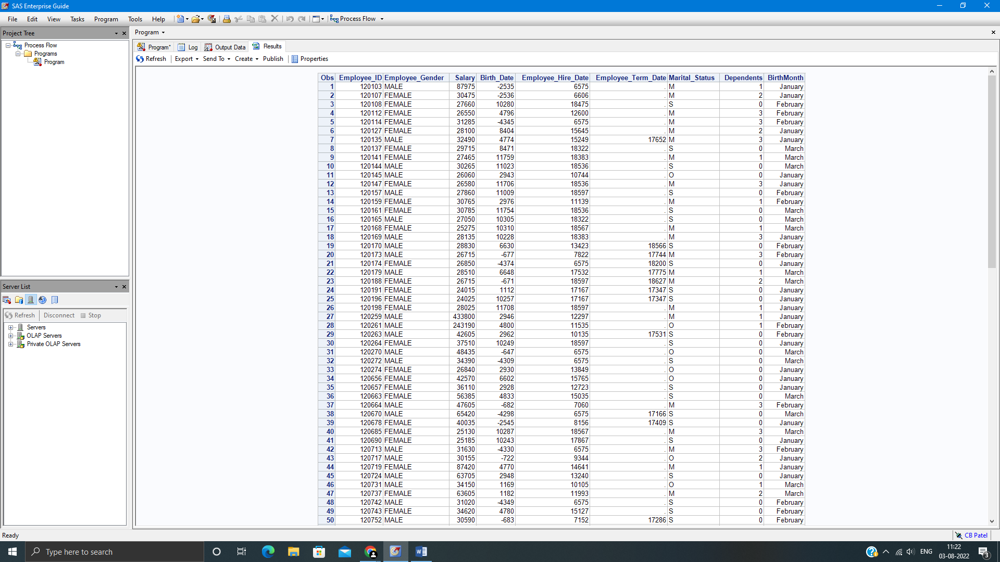 SAS Enterprise Guide
File Edit View Tasks Program Tools Help Process Flow
Project Tree
Process Flow
Programs
Program
Program
Program* Log Output Data Results
Refresh Export Send To Create Publish Properties
Obs Employee_ID Employee_Gender Salary Birth_Date Employee_Hire_Date Employee_Term_Date Marital_Status Dependents BirthMonth
1 120103 MALE 87975 -2535 6575 . M 1 January
2 120107 FEMALE 30475 -2536 6606 . M 2 January
3 120108 FEMALE 27660 10280 18475 . S 0 February
4 120112 FEMALE 26550 4796 12600 . M 3 February
5 120114 FEMALE 31285 -4345 6575 . M 3 February
6 120127 FEMALE 28100 8404 15645 . M 2 January
7 120135 MALE 32490 4774 15249 17652 M 3 January
8 120137 FEMALE 29715 8471 18322 . S 0 March
9 120141 FEMALE 27465 11759 18383 . M 1 March
10 120144 MALE 30265 11023 18536 . S 0 March
11 120145 MALE 26060 2943 10744 . O 0 January
12 120147 FEMALE 26580 11706 18536 . M 3 January
13 120157 MALE 27860 11009 18597 . S 0 February
14 120159 FEMALE 30765 2976 11139 . M 1 February
15 120161 FEMALE 30785 11754 18536 . S 0 March
16 120165 MALE 27050 10305 18322 . S 0 March
17 120168 FEMALE 25275 10310 18567 . M 1 March
18 120169 MALE 28135 10228 18383 . M 3 January
19 120170 MALE 28830 6630 13423 18566 S 0 February
20 120173 MALE 26715 -677 7822 17744 M 3 February
21 120174 FEMALE 26850 -4374 6575 18200 S 0 January
22 120179 MALE 28510 6648 17532 17775 M 1 March
23 120188 FEMALE 26715 -671 18597 18627 M 2 March
24 120191 FEMALE 24015 1112 17167 17347 S 0 January
25 120196 FEMALE 24025 10257 17167 17347 S 0 January
26 120198 FEMALE 28025 11708 18597 . M 1 January
27 120259 MALE 433800 2946 12297 . M 1 January
28 120261 MALE 243190 4800 11535 . O 1 February
29 120263 MALE 42605 2962 10135 17531 S 0 February
30 120264 FEMALE 37510 10249 18597 . S 0 January
31 120270 MALE 48435 -647 6575 . O 0 March
32 120272 MALE 34390 -4309 6575 . S 0 March
33 120274 FEMALE 26840 2930 13849 . O 0 January
34 120656 FEMALE 42570 6602 15765 . O 0 January
35 120657 FEMALE 36110 2928 12723 . S 0 January
36 120663 FEMALE 56385 4833 15035 . S 0 March
37 120664 MALE 47605 -682 7060 . M 3 February
38 120670 MALE 65420 -4298 6575 17166 S 0 March
39 120678 FEMALE 40035 -2545 8156 17409 S 0 January
40 120685 FEMALE 25130 10287 18567 . M 3 March
41 120690 FEMALE 25185 10243 17867 . S 0 January
42 120713 MALE 31630 -4330 6575 . M 3 February
43 120717 MALE 30155 -722 9344 . O 2 January
44 120719 FEMALE 87420 4770 14641 . M 1 January
45 120724 MALE 63705 2948 13240 . S 0 January
46 120731 MALE 34150 1169 10105 . O 1 March
47 120737 FEMALE 63605 1182 11993 . M 2 March
48 120742 MALE 31020 -4349 6575 . S 0 February
49 120743 FEMALE 34620 4780 15127 . S 0 February
50 120752 MALE 30590 -683 7152 17286 S 0 February
Server List
Refresh Disconnect Stop
Servers
OLAP Servers
Private OLAP Servers
Ready
CB Patel
Type here to search
ENG
11:22
03-08-2022
3